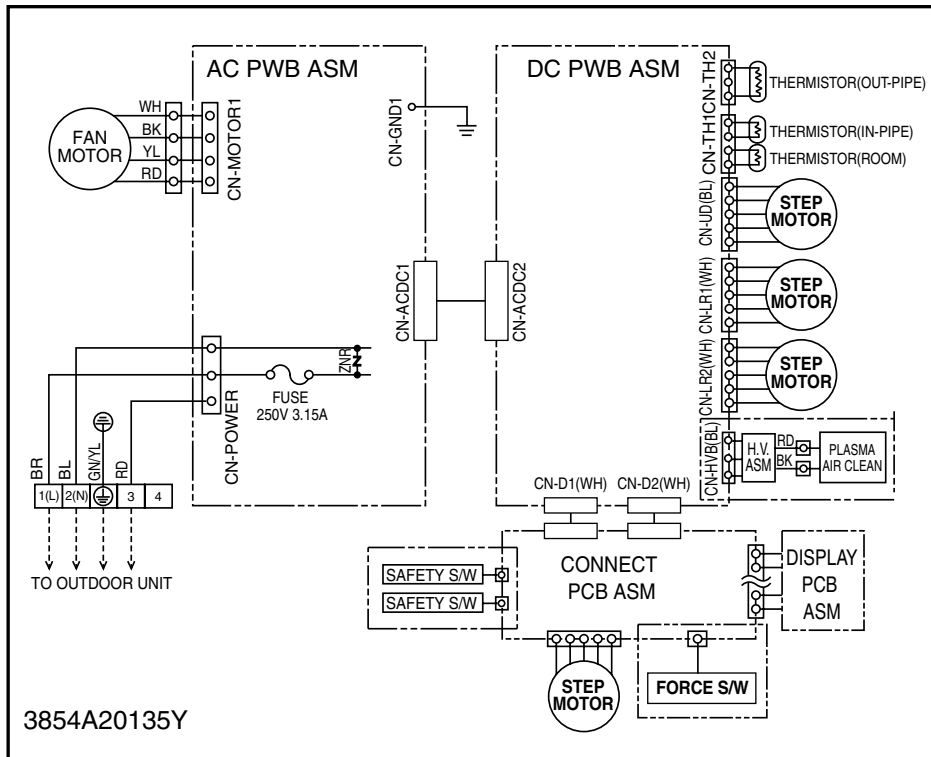 AC PWB ASM
DC PWB ASM
FAN
MOTOR
WH
BK
YL
RD
CN-MOTOR1
CN-GND1
CN-ACDC1
CN-ACDC2
CN-TH2
THERMISTOR(OUT-PIPE)
CN-TH1
THERMISTOR(IN-PIPE)
THERMISTOR(ROOM)
CN-UD(BL)
STEP
MOTOR
CN-LR1(WH)
STEP
MOTOR
CN-LR2(WH)
STEP
MOTOR
CN-HVB(BL)
H.V.
ASM
RD
BK
PLASMA
AIR CLEAN
ZNR
Z
FUSE
250V 3.15A
CN-POWER
BR
BL
GN/YL
RD
1(L)
2(N)
3
4
TO OUTDOOR UNIT
CN-D1(WH)
CN-D2(WH)
CONNECT
PCB ASM
SAFETY S/W
SAFETY S/W
DISPLAY
PCB
ASM
STEP
MOTOR
FORCE S/W
3854A20135Y